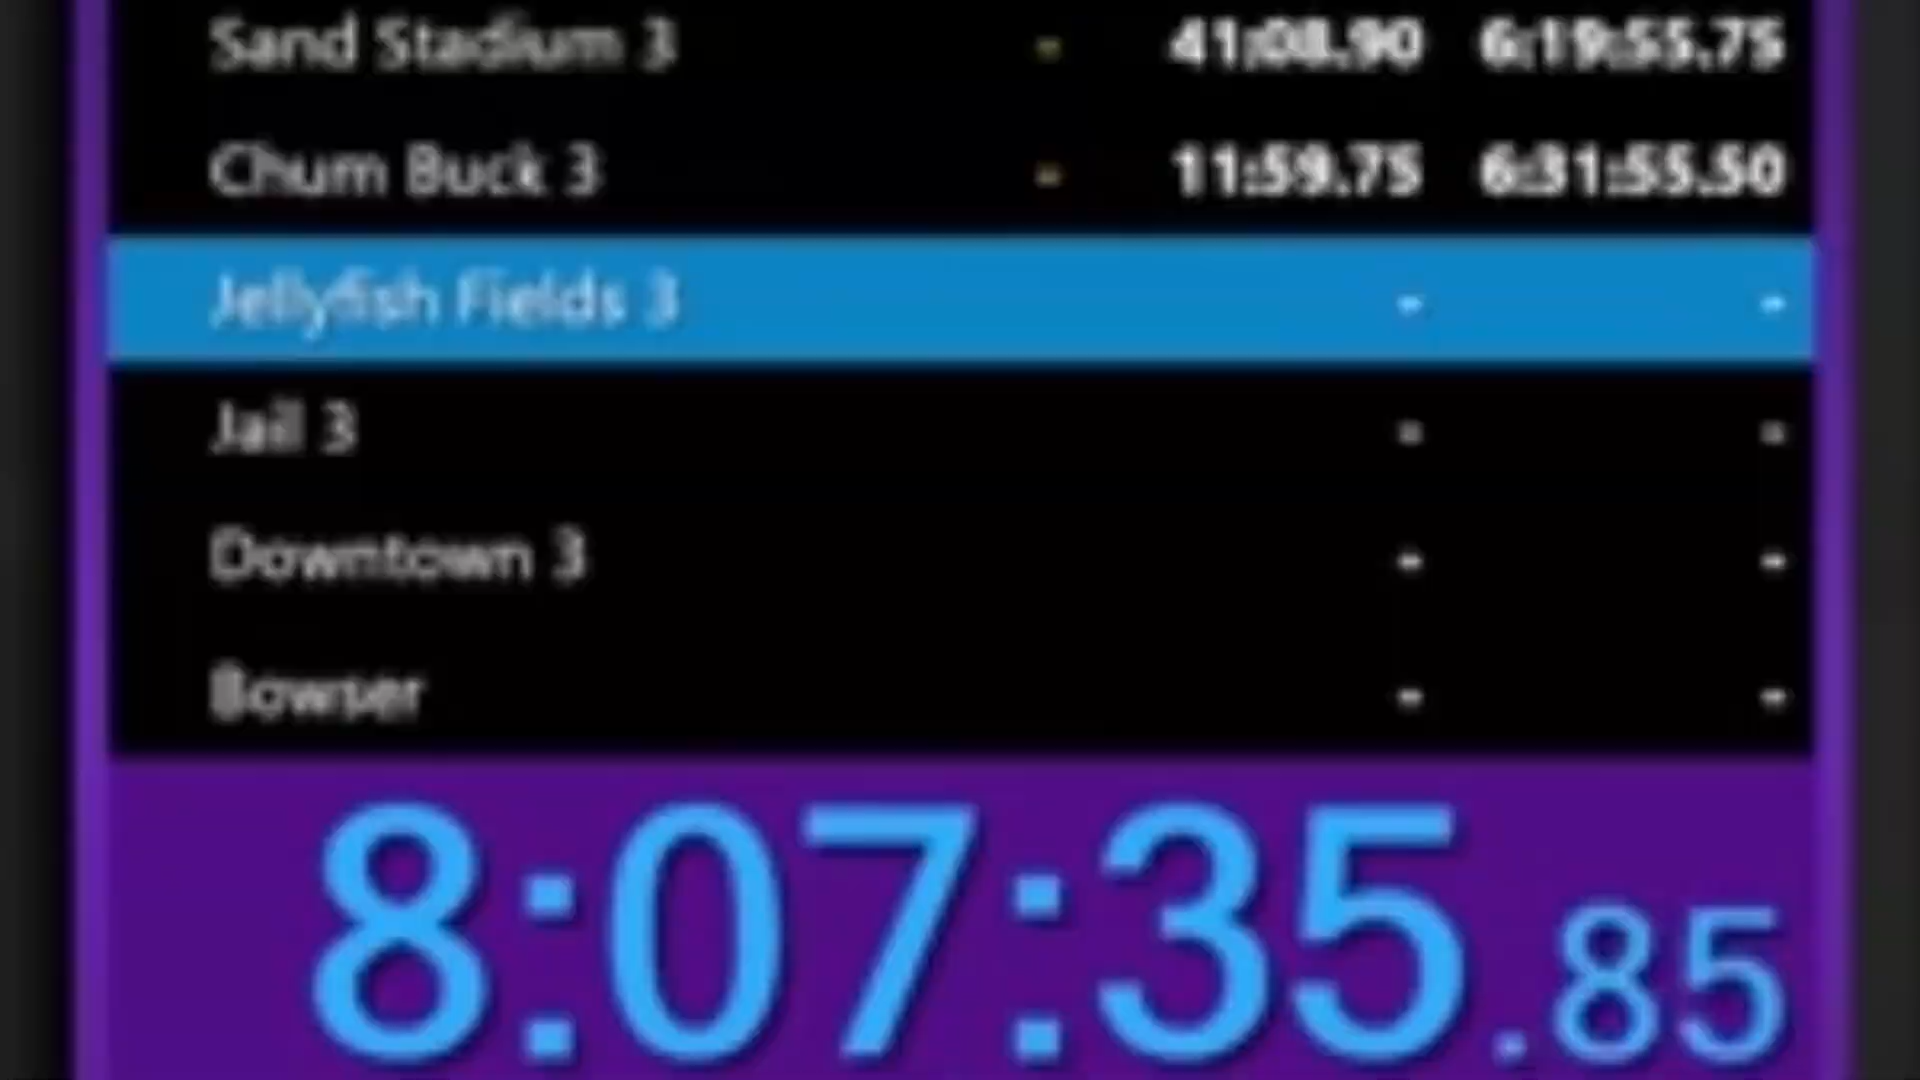 Sand Stadium 3 - 41:08.90 6:19:55.75
Chum Buck 3 - 11:59.75 6:31:55.50
Jellyfish Fields 3 - -
Jail 3 - -
Downtown 3 - -
Bowser - -
8:07:35.85